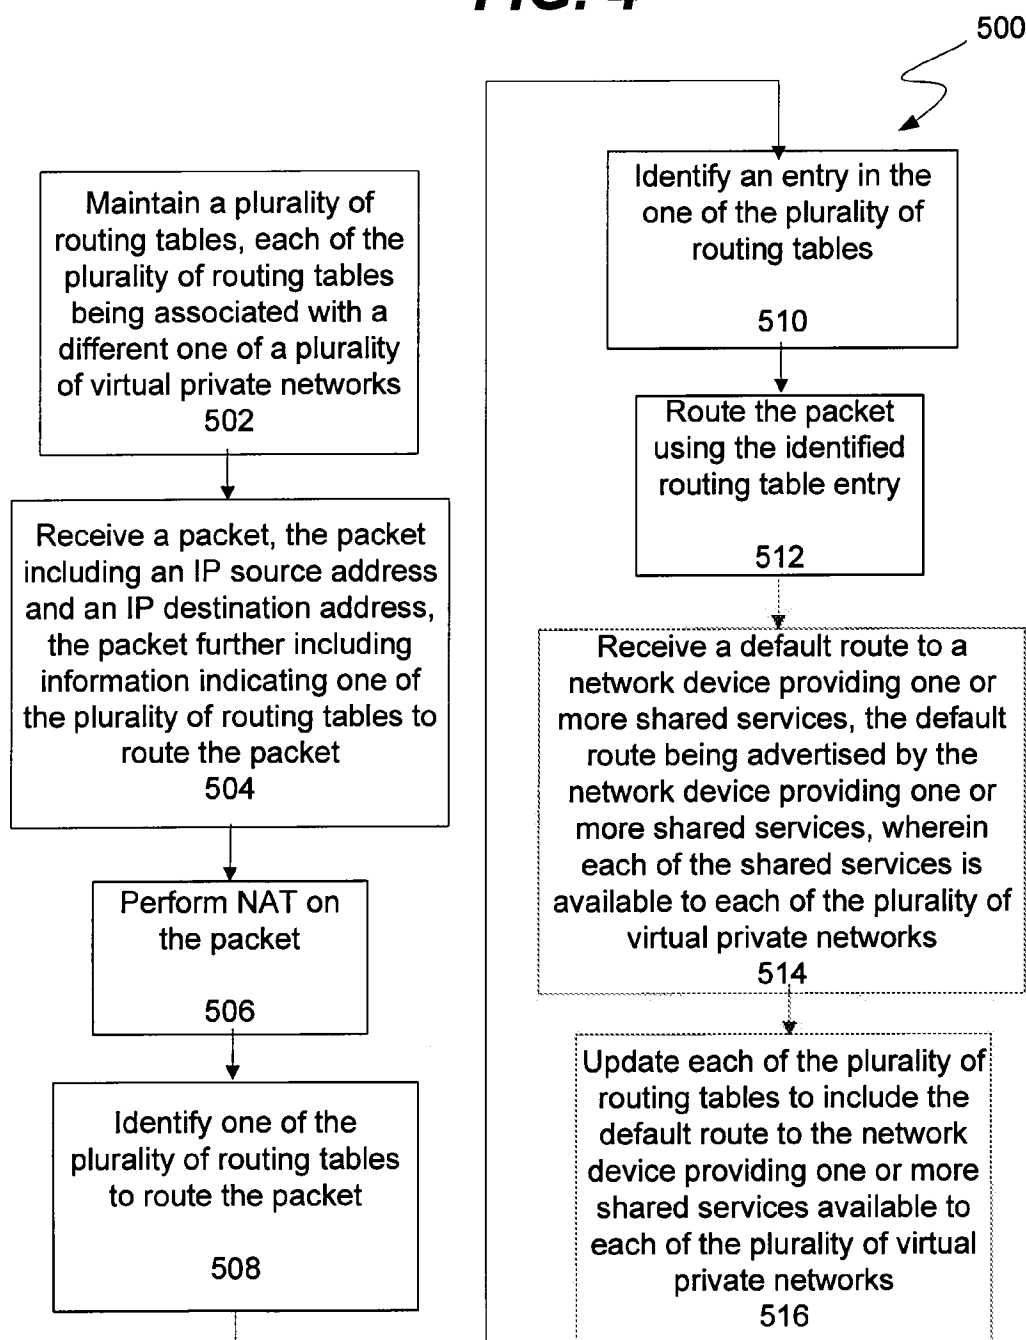 FIG. 4
500
Maintain a plurality of
routing tables, each of the
plurality of routing tables
being associated with a
different one of a plurality
of virtual private networks
502
Receive a packet, the packet
including an IP source address
and an IP destination address,
the packet further including
information indicating one of
the plurality of routing tables to
route the packet
504
Perform NAT on
the packet
506
Identify one of the
plurality of routing tables
to route the packet
508
Identify an entry in the
one of the plurality of
routing tables
510
Route the packet
using the identified
routing table entry
512
Receive a default route to a
network device providing one or
more shared services, the default
route being advertised by the
network device providing one or
more shared services, wherein
each of the shared services is
available to each of the plurality of
virtual private networks
514
Update each of the plurality of
routing tables to include the
default route to the network
device providing one or more
shared services available to
each of the plurality of virtual
private networks
516